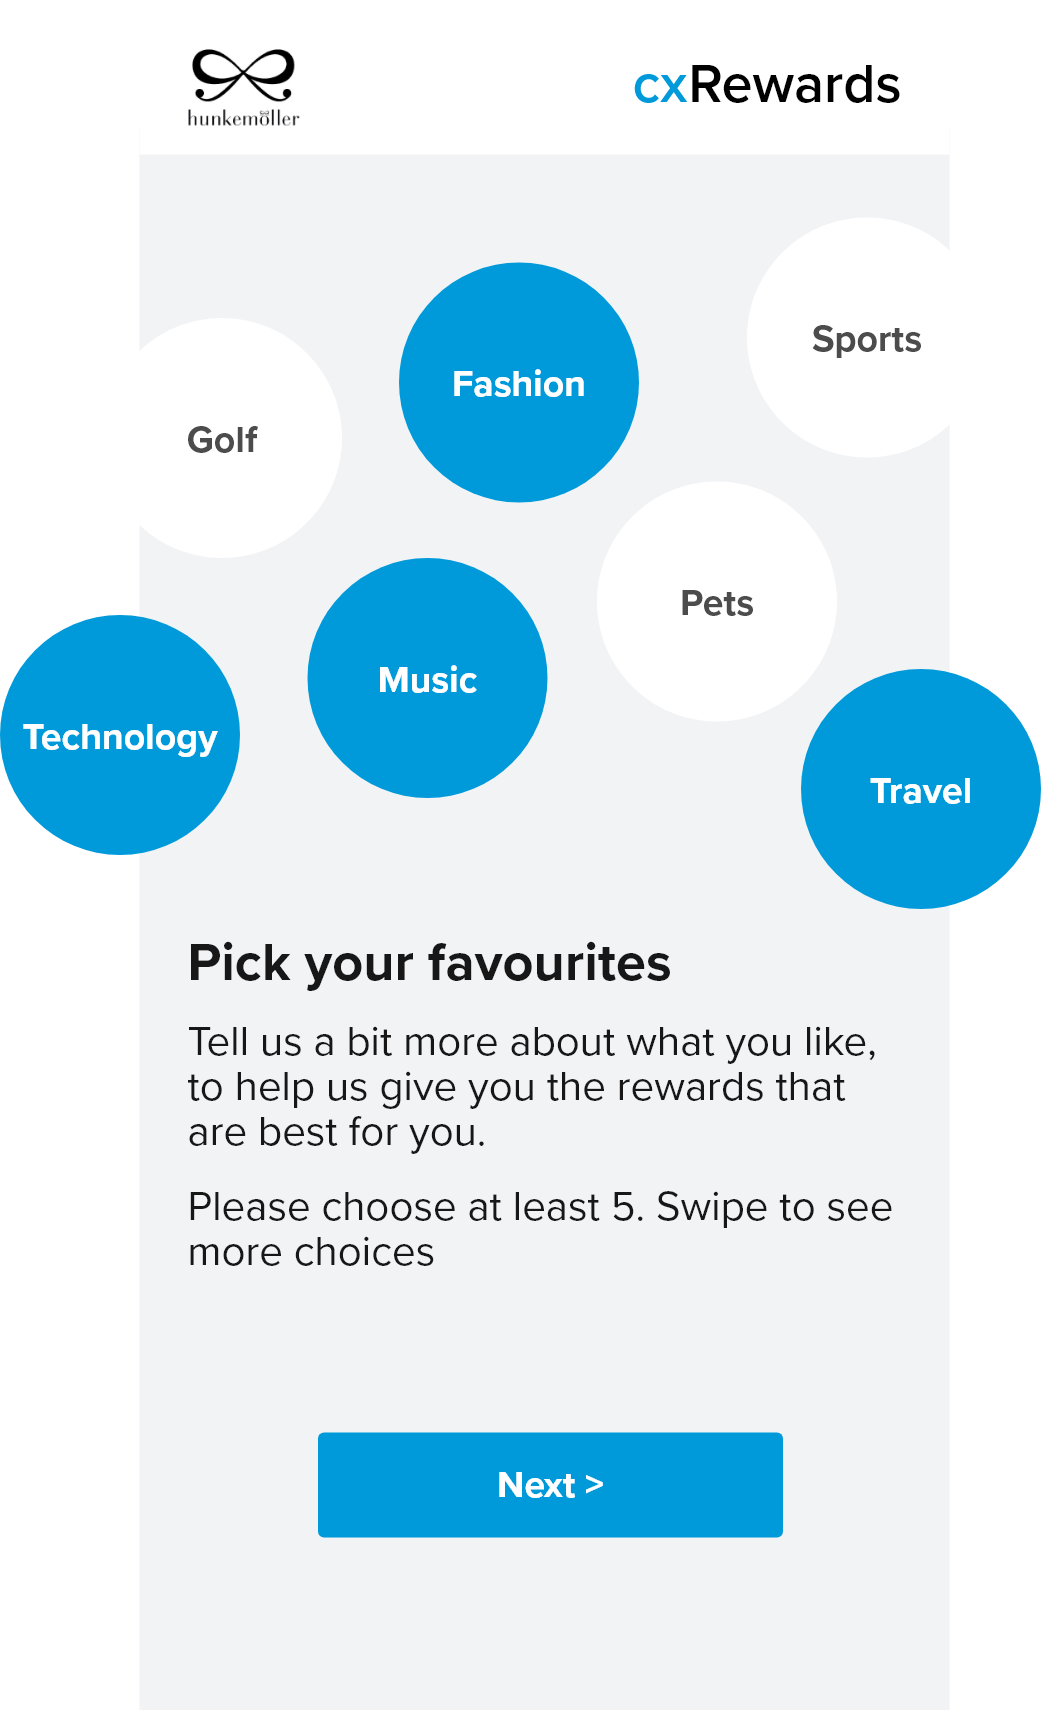 hunkemöller
cxRewards
Sports
Fashion
Golf
Pets
Music
Technology
Travel
Pick your favourites
Tell us a bit more about what you like,
to help us give you the rewards that
are best for you.
Please choose at least 5. Swipe to see
more choices
Next >